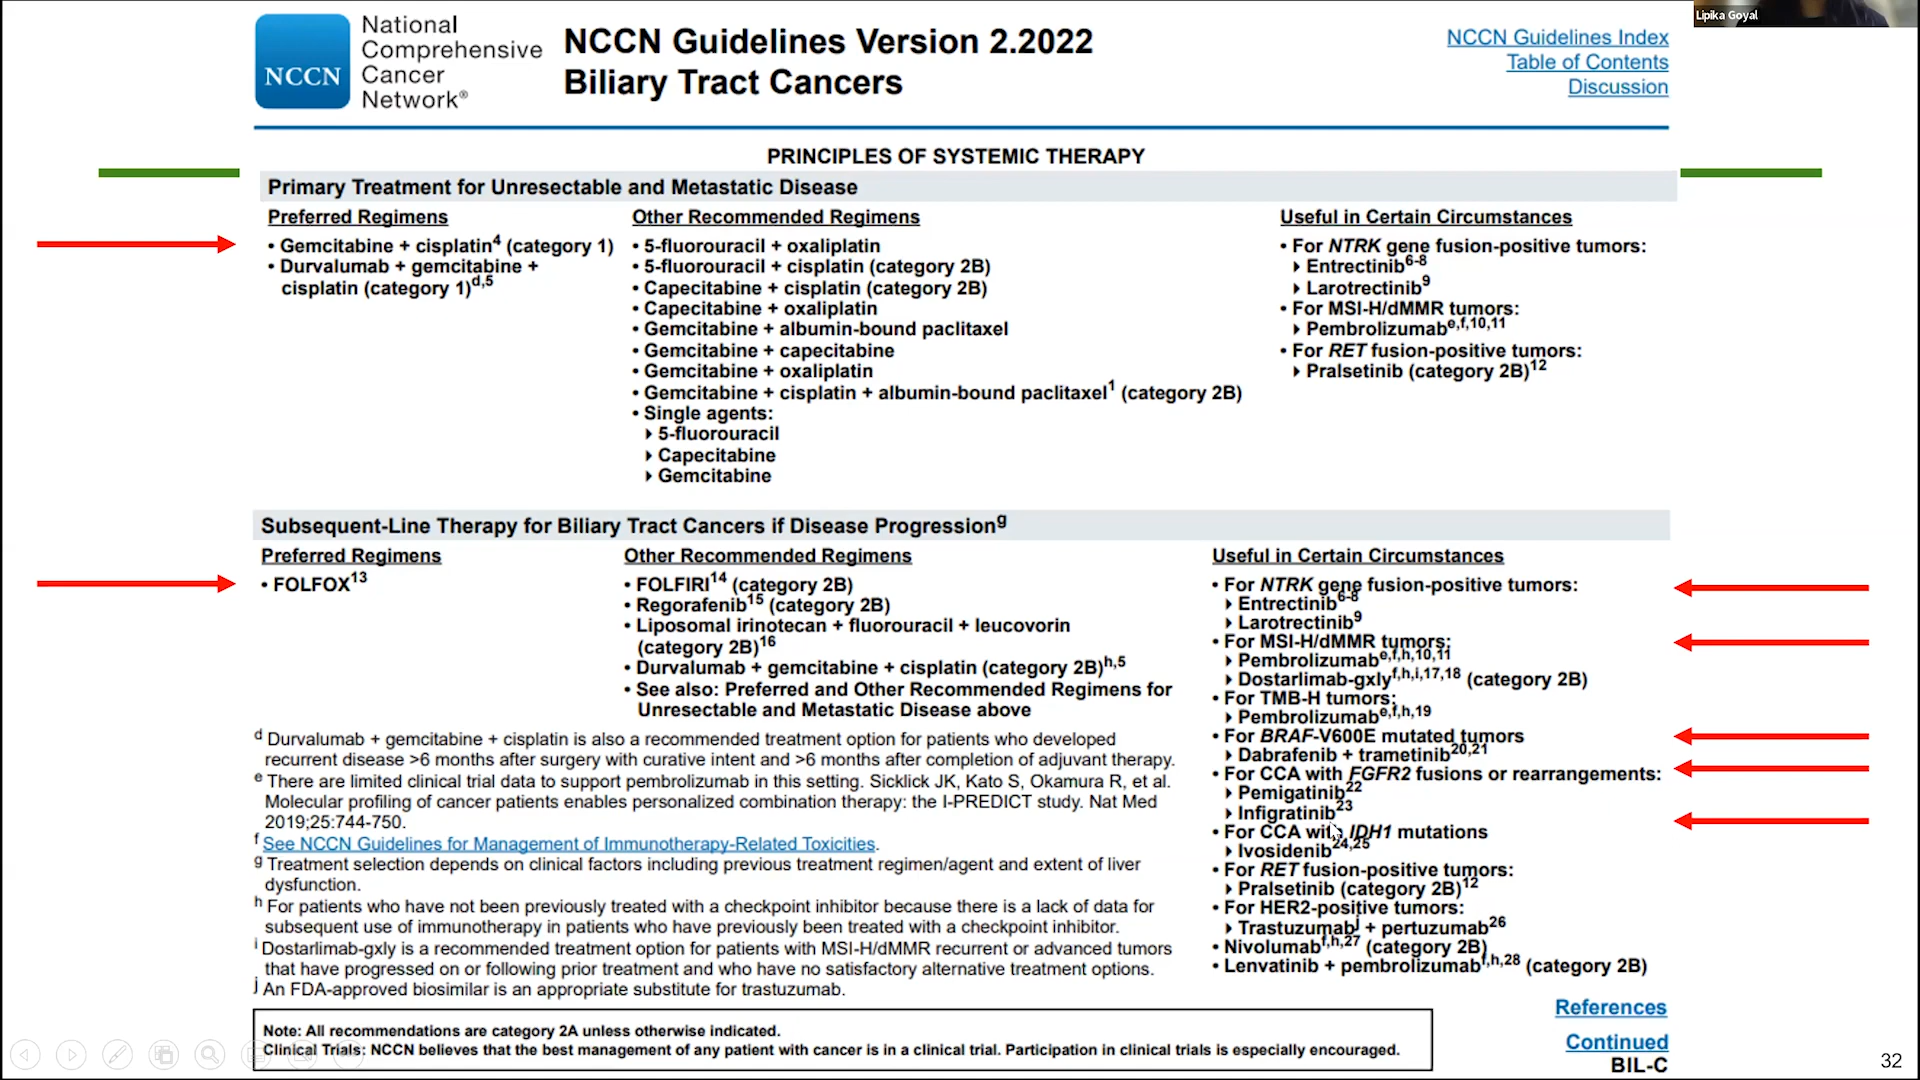 Lipika Goyal
NCCN
National
Comprehensive
Cancer
Network®
NCCN Guidelines Version 2.2022
Biliary Tract Cancers
NCCN Guidelines Index
Table of Contents
Discussion
PRINCIPLES OF SYSTEMIC THERAPY
Primary Treatment for Unresectable and Metastatic Disease
Preferred Regimens
• Gemcitabine + cisplatin4 (category 1)
• Durvalumab + gemcitabine +
cisplatin (category 1)d,5
Other Recommended Regimens
• 5-fluorouracil + oxaliplatin
• 5-fluorouracil + cisplatin (category 2B)
• Capecitabine + cisplatin (category 2B)
• Capecitabine + oxaliplatin
• Gemcitabine + albumin-bound paclitaxel
• Gemcitabine + capecitabine
• Gemcitabine + oxaliplatin
• Gemcitabine + cisplatin + albumin-bound paclitaxel1 (category 2B)
• Single agents:
5-fluorouracil
Capecitabine
Gemcitabine
Useful in Certain Circumstances
• For NTRK gene fusion-positive tumors:
Entrectinib6-8
Larotrectinib9
• For MSI-H/dMMR tumors:
Pembrolizumabe,f,10,11
• For RET fusion-positive tumors:
Pralsetinib (category 2B)12
Subsequent-Line Therapy for Biliary Tract Cancers if Disease Progressiong
Preferred Regimens
• FOLFOX13
Other Recommended Regimens
• FOLFIRI14 (category 2B)
• Regorafenib15 (category 2B)
• Liposomal irinotecan + fluorouracil + leucovorin
(category 2B)16
• Durvalumab + gemcitabine + cisplatin (category 2B)h,5
• See also: Preferred and Other Recommended Regimens for
Unresectable and Metastatic Disease above
Useful in Certain Circumstances
• For NTRK gene fusion-positive tumors:
Entrectinib6-8
Larotrectinib9
• For MSI-H/dMMR tumors:
Pembrolizumabe,f,h,10,11
Dostarlimab-gxlyf,h,i,17,18 (category 2B)
• For TMB-H tumors:
Pembrolizumabe,f,h,19
• For BRAF-V600E mutated tumors
Dabrafenib + trametinib20,21
• For CCA with FGFR2 fusions or rearrangements:
Pemigatinib22
Infigratinib23
• For CCA with IDH1 mutations
Ivosidenib24,25
• For RET fusion-positive tumors:
Pralsetinib (category 2B)12
• For HER2-positive tumors:
Trastuzumabj + pertuzumab26
• Nivolumabf,h,27 (category 2B)
• Lenvatinib + pembrolizumabf,h,28 (category 2B)
d Durvalumab + gemcitabine + cisplatin is also a recommended treatment option for patients who developed
recurrent disease >6 months after surgery with curative intent and >6 months after completion of adjuvant therapy.
e There are limited clinical trial data to support pembrolizumab in this setting. Sicklick JK, Kato S, Okamura R, et al.
Molecular profiling of cancer patients enables personalized combination therapy: the I-PREDICT study. Nat Med
2019;25:744-750.
f See NCCN Guidelines for Management of Immunotherapy-Related Toxicities.
g Treatment selection depends on clinical factors including previous treatment regimen/agent and extent of liver
dysfunction.
h For patients who have not been previously treated with a checkpoint inhibitor because there is a lack of data for
subsequent use of immunotherapy in patients who have previously been treated with a checkpoint inhibitor.
i Dostarlimab-gxly is a recommended treatment option for patients with MSI-H/dMMR recurrent or advanced tumors
that have progressed on or following prior treatment and who have no satisfactory alternative treatment options.
j An FDA-approved biosimilar is an appropriate substitute for trastuzumab.
Note: All recommendations are category 2A unless otherwise indicated.
Clinical Trials: NCCN believes that the best management of any patient with cancer is in a clinical trial. Participation in clinical trials is especially encouraged.
References
Continued
BIL-C
32